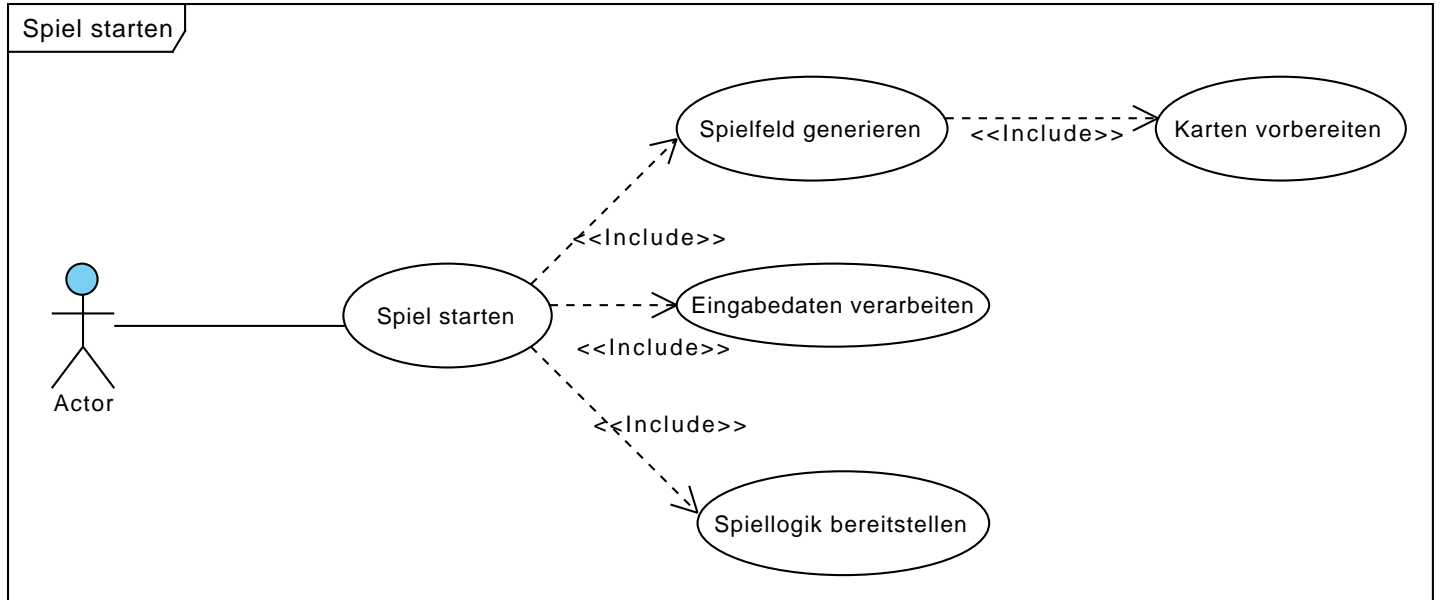 Spiel starten
Spielfeld generieren
<<Include>>
Karten vorbereiten
<<Include>>
Spiel starten
Eingabedaten verarbeiten
<<Include>>
Actor
<<Include>>
Spiellogik bereitstellen